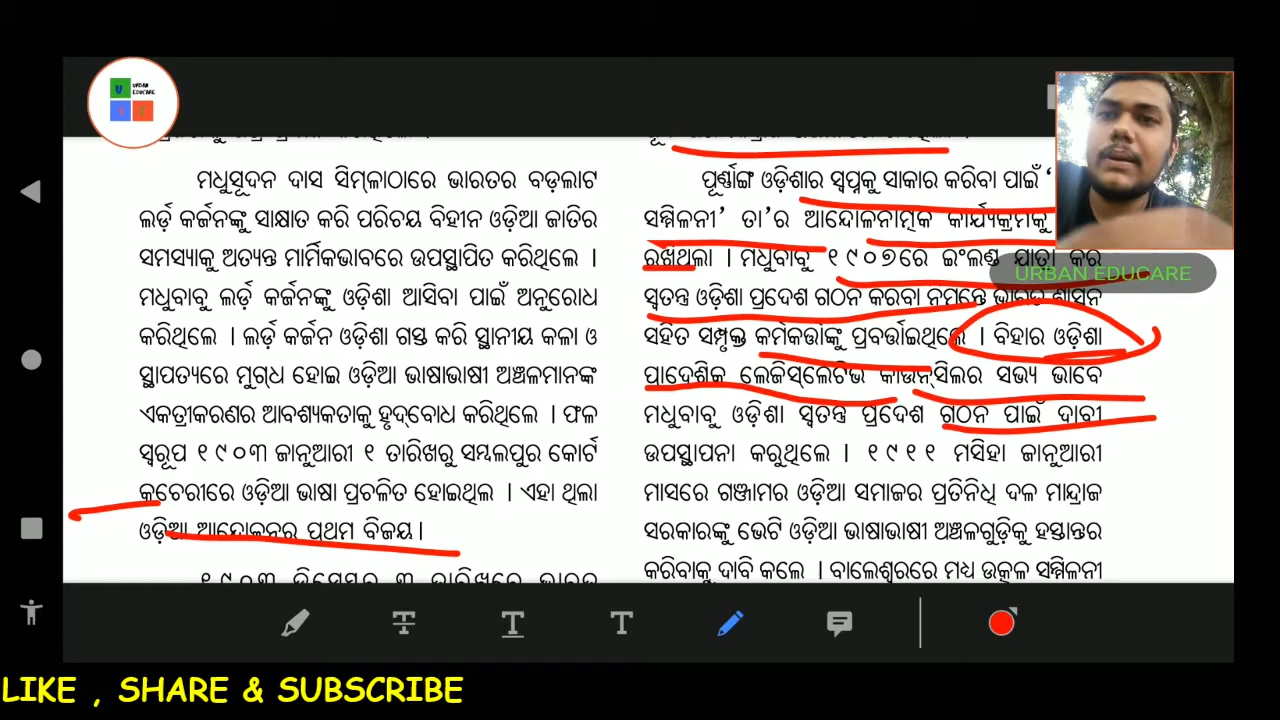 URBAN EDUCARE
ମଧୁସୂଦନ ଦାସ ସିମ୍‌ଳାଠାରେ ଭାରତର ବଡ଼ଲାଟ
ଲର୍ଡ଼ କର୍ଜନଙ୍କୁ ସାକ୍ଷାତ କରି ପରିଚୟ ବିହୀନ ଓଡ଼ିଆ ଜାତିର
ସମସ୍ୟାକୁ ଅତ୍ୟନ୍ତ ମାର୍ମିକଭାବରେ ଉପସ୍ଥାପିତ କରିଥିଲେ ।
ମଧୁବାବୁ ଲର୍ଡ଼ କର୍ଜନଙ୍କୁ ଓଡ଼ିଶା ଆସିବା ପାଇଁ ଅନୁରୋଧ
କରିଥିଲେ । ଲର୍ଡ଼ କର୍ଜନ ଓଡ଼ିଶା ଗସ୍ତ କରି ସ୍ଥାନୀୟ କଳା ଓ
ସ୍ଥାପତ୍ୟରେ ମୁଗ୍ଧ ହୋଇ ଓଡ଼ିଆ ଭାଷାଭାଷୀ ଅଞ୍ଚଳମାନଙ୍କ
ଏକତ୍ରୀକରଣର ଆବଶ୍ୟକତାକୁ ହୃଦ୍‌ବୋଧ କରିଥିଲେ । ଫଳ
ସ୍ୱରୂପ ୧୯୦୩ ଜାନୁଆରୀ ୧ ତାରିଖରୁ ସମ୍ବଲପୁର କୋର୍ଟ
କଚେରୀରେ ଓଡ଼ିଆ ଭାଷା ପ୍ରଚଳିତ ହୋଇଥିଲ । ଏହା ଥିଲା
ଓଡ଼ିଆ ଆନ୍ଦୋଳନର ପ୍ରଥମ ବିଜୟ।
୧୯୦୩ ଡିସେମ୍ବର ୩ ତାରିଖରେ ଭାରତ
ପୂର୍ଣ୍ଣାଙ୍ଗ ଓଡ଼ିଶାର ସ୍ୱପ୍ନକୁ ସାକାର କରିବା ପାଇଁ ‘
ସମ୍ମିଳନୀ’ ତା’ର ଆନ୍ଦୋଳନାତ୍ମକ କାର୍ଯ୍ୟକ୍ରମକୁ
ରଖିଥିଲା । ମଧୁବାବୁ ୧୯୦୭ରେ ଇଂଲଣ୍ଡ ଯାତ୍ରା କରି
ସ୍ୱତନ୍ତ୍ର ଓଡ଼ିଶା ପ୍ରଦେଶ ଗଠନ କରିବା ନିମନ୍ତେ ଭାରତ ଶାସନ
ସହିତ ସମ୍ପୃକ୍ତ କର୍ମକର୍ତ୍ତାଙ୍କୁ ପ୍ରବର୍ତ୍ତାଇଥିଲେ । ବିହାର ଓଡ଼ିଶା
ପ୍ରାଦେଶିକ ଲେଜିସ୍‌ଲେଟିଭ କାଉନ୍‌ସିଲର ସଭ୍ୟ ଭାବେ
ମଧୁବାବୁ ଓଡ଼ିଶା ସ୍ୱତନ୍ତ୍ର ପ୍ରଦେଶ ଗଠନ ପାଇଁ ଦାବୀ
ଉପସ୍ଥାପନା କରୁଥିଲେ । ୧୯୧୧ ମସିହା ଜାନୁଆରୀ
ମାସରେ ଗଞ୍ଜାମର ଓଡ଼ିଆ ସମାଜର ପ୍ରତିନିଧି ଦଳ ମାନ୍ଦ୍ରାଜ
ସରକାରଙ୍କୁ ଭେଟି ଓଡ଼ିଆ ଭାଷାଭାଷୀ ଅଞ୍ଚଳଗୁଡ଼ିକୁ ହସ୍ତାନ୍ତର
କରିବାକୁ ଦାବି କଲେ । ବାଲେଶ୍ୱରରେ ମଧ୍ୟ ଉତ୍କଳ ସମ୍ମିଳନୀ
URBAN EDUCARE
LIKE , SHARE & SUBSCRIBE